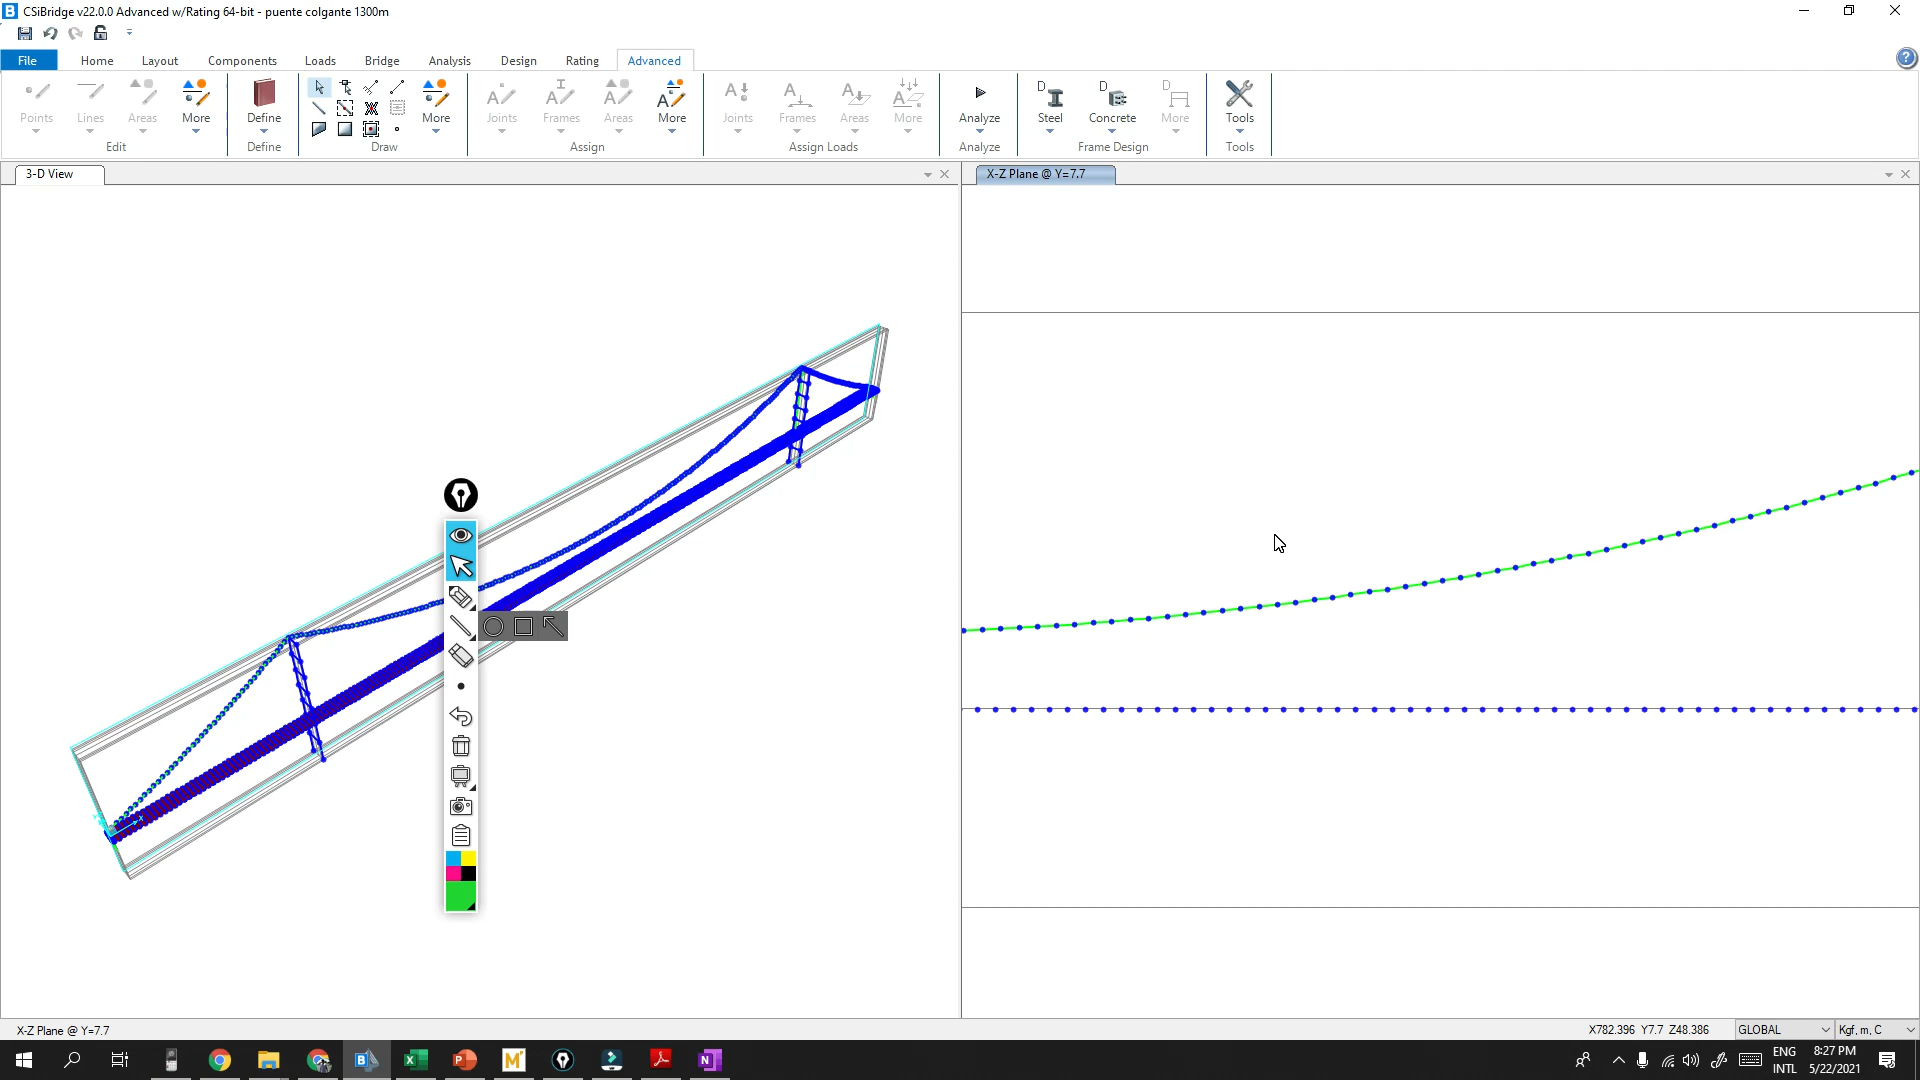 CSiBridge v22.0.0 Advanced w/Rating 64-bit - puente colgante 1300m
File Home Layout Components Loads Bridge Analysis Design Rating Advanced
Points Lines Areas More Define More Joints Frames Areas More Joints Frames Areas More Analyze Steel Concrete More Tools
Edit Define Draw Assign Assign Loads Analyze Frame Design Tools
3-D View
X-Z Plane @ Y=7.7
X-Z Plane @ Y=7.7
X782.396 Y7.7 Z48.386
GLOBAL
Kgf, m, C
ENG
INTL
8:27 PM
5/22/2021